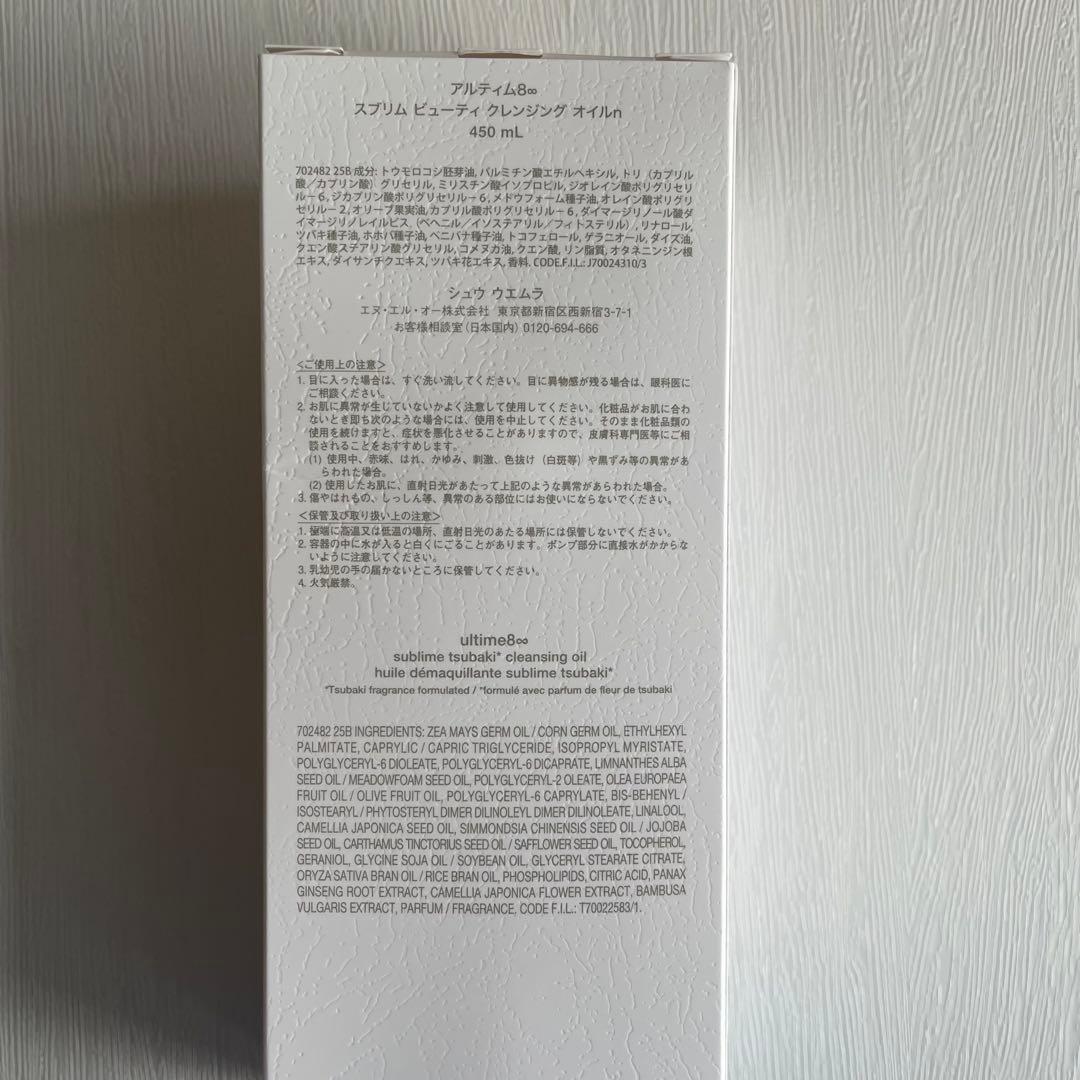 アルティム8∞
スブリム ビューティ クレンジング オイルn
450 mL
702482 25B 成分: トウモロコシ胚芽油, パルミチン酸エチルヘキシル, トリ（カプリル
酸／カプリン酸）グリセリル, ミリスチン酸イソプロピル, ジオレイン酸ポリグリセリ
ル－6, ジカプリン酸ポリグリセリル－6, メドウフォーム種子油, オレイン酸ポリグリ
セリル－2, オリーブ果実油, カプリル酸ポリグリセリル－6, ダイマージリノール酸ダ
イマージリノレイルビス（ベヘニル／イソステアリル／フィトステリル）, リナロール,
ツバキ種子油, ホホバ種子油, ベニバナ種子油, トコフェロール, ゲラニオール, ダイズ油,
クエン酸ステアリン酸グリセリル, コメヌカ油, クエン酸, リン脂質, オタネニンジン根
エキス, ダイサンチクエキス, ツバキ花エキス, 香料. CODE.F.I.L.: J70024310/3
シュウ ウエムラ
エヌ・エル・オー株式会社 東京都新宿区西新宿3-7-1
お客様相談室（日本国内）0120-694-666
＜ご使用上の注意＞
1. 目に入った場合は、すぐ洗い流してください。目に異物感が残る場合は、眼科医に
ご相談ください。
2. お肌に異常が生じていないかよく注意して使用してください。化粧品がお肌に合わ
ないとき即ち次のような場合には、使用を中止してください。そのまま化粧品類の
使用を続けますと、症状を悪化させることがありますので、皮膚科専門医等にご相
談されることをおすすめします。
(1) 使用中、赤味、はれ、かゆみ、刺激、色抜け（白斑等）や黒ずみ等の異常があ
らわれた場合。
(2) 使用したお肌に、直射日光があたって上記のような異常があらわれた場合。
3. 傷やはれもの、しっしん等、異常のある部位にはお使いにならないでください。
＜保管及び取り扱い上の注意＞
1. 極端に高温又は低温の場所、直射日光のあたる場所には保管しないでください。
2. 容器の中に水が入ると白くにごることがあります。ポンプ部分に直接水がかからな
いように注意してください。
3. 乳幼児の手の届かないところに保管してください。
4. 火気厳禁。
ultime8∞
sublime tsubaki* cleansing oil
huile démaquillante sublime tsubaki*
*Tsubaki fragrance formulated / *formulé avec parfum de fleur de tsubaki
702482 25B INGREDIENTS: ZEA MAYS GERM OIL / CORN GERM OIL, ETHYLHEXYL
PALMITATE, CAPRYLIC / CAPRIC TRIGLYCERIDE, ISOPROPYL MYRISTATE,
POLYGLYCERYL-6 DIOLEATE, POLYGLYCERYL-6 DICAPRATE, LIMNANTHES ALBA
SEED OIL / MEADOWFOAM SEED OIL, POLYGLYCERYL-2 OLEATE, OLEA EUROPAEA
FRUIT OIL / OLIVE FRUIT OIL, POLYGLYCERYL-6 CAPRYLATE, BIS-BEHENYL /
ISOSTEARYL / PHYTOSTERYL DIMER DILINOLEYL DIMER DILINOLEATE, LINALOOL,
CAMELLIA JAPONICA SEED OIL, SIMMONDSIA CHINENSIS SEED OIL / JOJOBA
SEED OIL, CARTHAMUS TINCTORIUS SEED OIL / SAFFLOWER SEED OIL, TOCOPHEROL,
GERANIOL, GLYCINE SOJA OIL / SOYBEAN OIL, GLYCERYL STEARATE CITRATE,
ORYZA SATIVA BRAN OIL / RICE BRAN OIL, PHOSPHOLIPIDS, CITRIC ACID, PANAX
GINSENG ROOT EXTRACT, CAMELLIA JAPONICA FLOWER EXTRACT, BAMBUSA
VULGARIS EXTRACT, PARFUM / FRAGRANCE. CODE F.I.L.: T70022583/1.